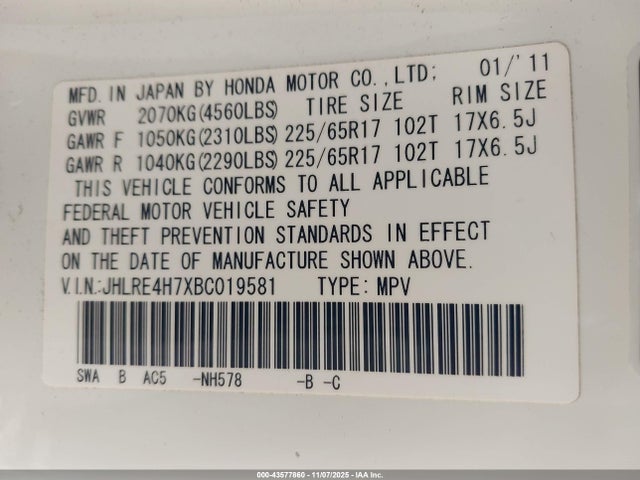 MFD. IN JAPAN BY HONDA MOTOR CO.,LTD; 01/'11
GVWR 2070KG(4560LBS) TIRE SIZE RIM SIZE
GAWR F 1050KG(2310LBS) 225/65R17 102T 17X6.5J
GAWR R 1040KG(2290LBS) 225/65R17 102T 17X6.5J
THIS VEHICLE CONFORMS TO ALL APPLICABLE
FEDERAL MOTOR VEHICLE SAFETY
AND THEFT PREVENTION STANDARDS IN EFFECT
ON THE DATE OF MANUFACTURE SHOWN ABOVE.
V.I.N.:JHLRE4H7XBC019581 TYPE: MPV
SWA B AC5 -NH578 -B -C
000-43577860 - 11/07/2025 - IAA Inc.